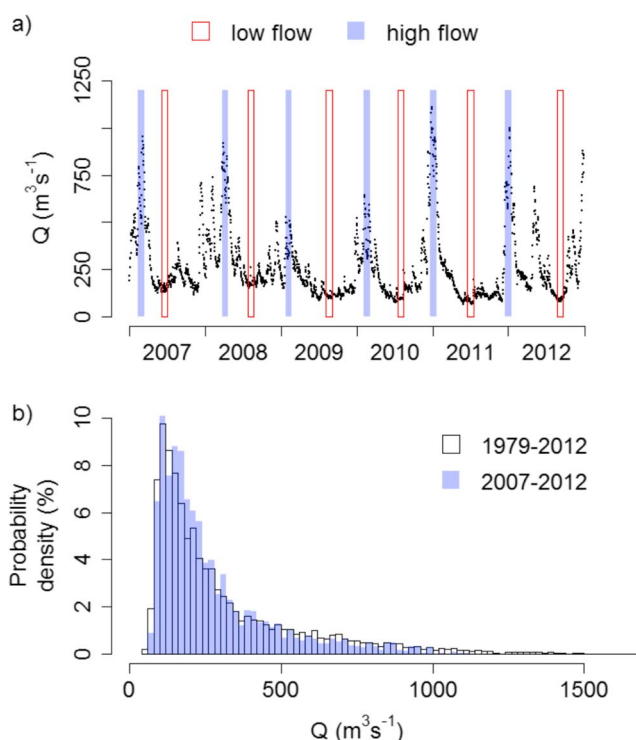 a)
low flow
high flow
1250
750
250
0
Q (m³s⁻¹)
2007 2008 2009 2010 2011 2012
b)
10
8
6
4
2
0
Probability
density (%)
1979-2012
2007-2012
0 500 1000 1500
Q (m³s⁻¹)